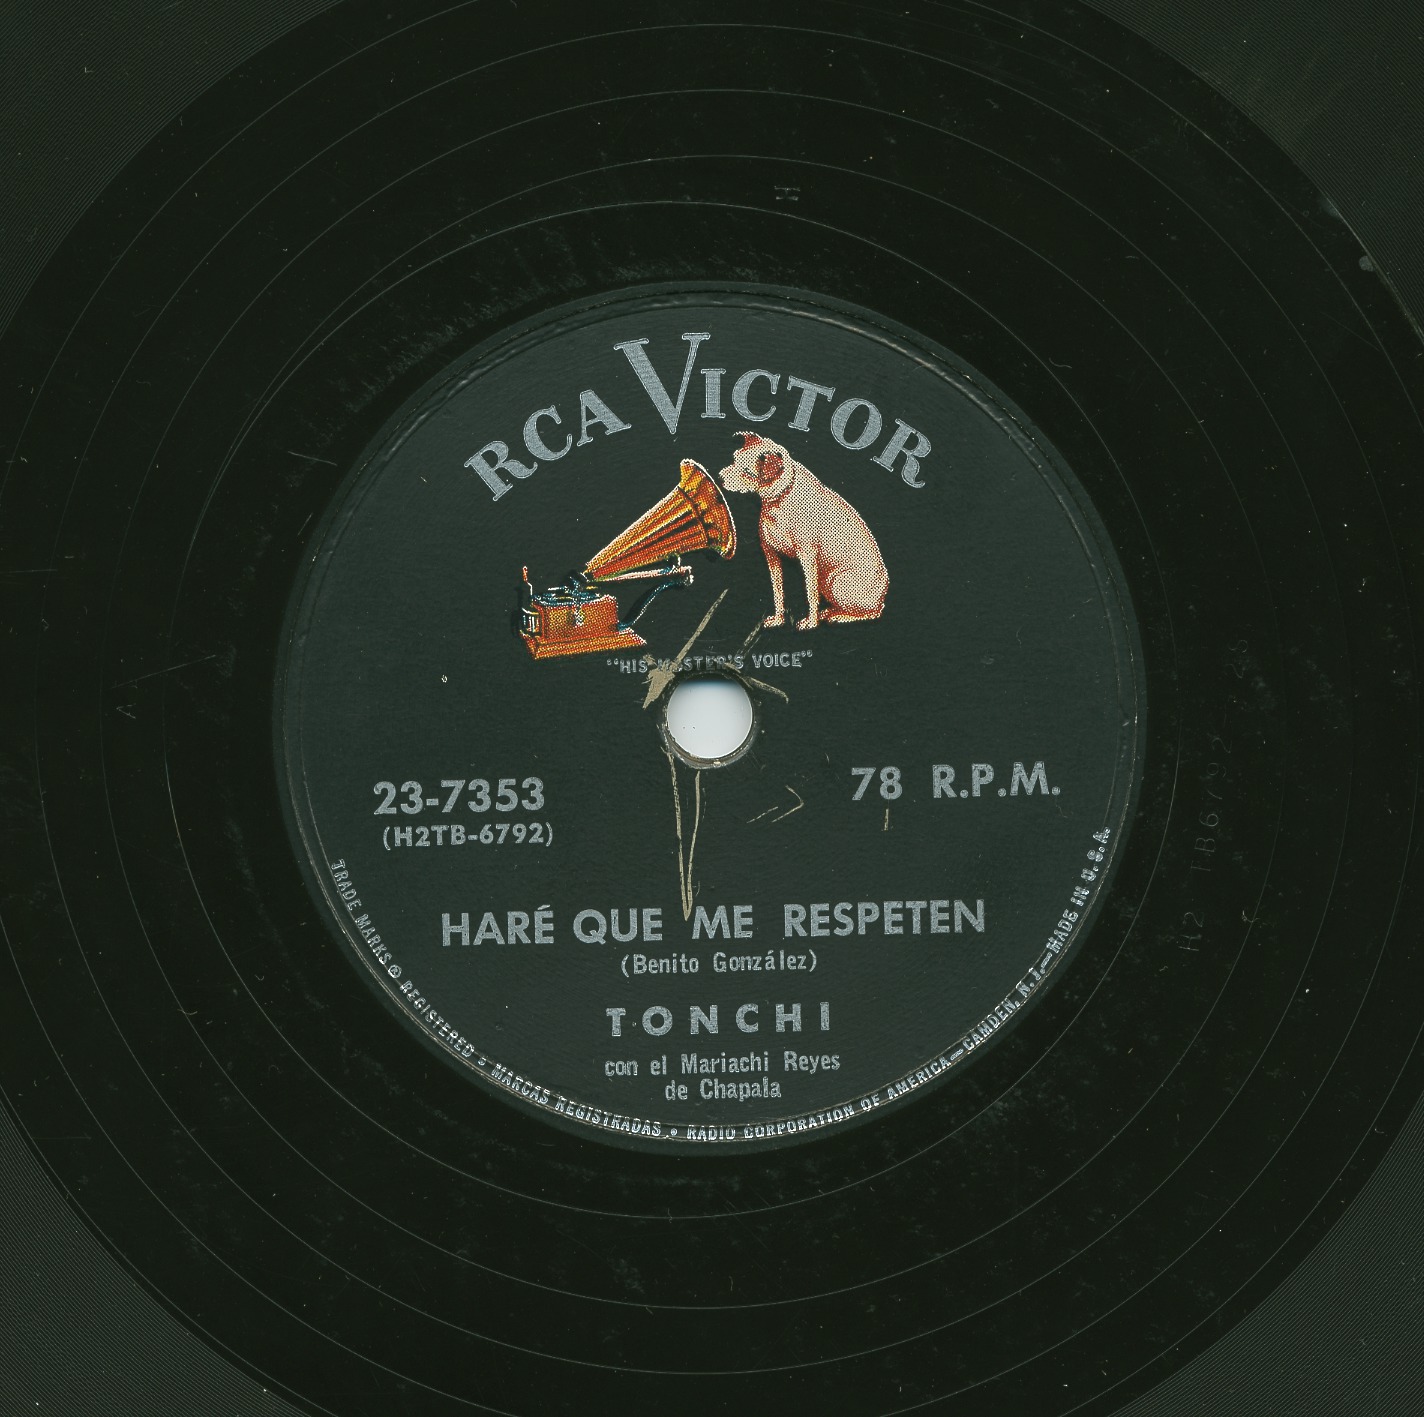 RCA VICTOR
"HIS MASTER'S VOICE"
23-7353
(H2TB-6792)
78 R.P.M.
HARÉ QUE ME RESPETEN
(Benito González)
TONCHI
con el Mariachi Reyes
de Chapala
TRADE MARKS ® REGISTERED • MARCAS REGISTRADAS • RADIO CORPORATION OF AMERICA—CAMDEN, N.J.—MADE IN U.S.A.
H